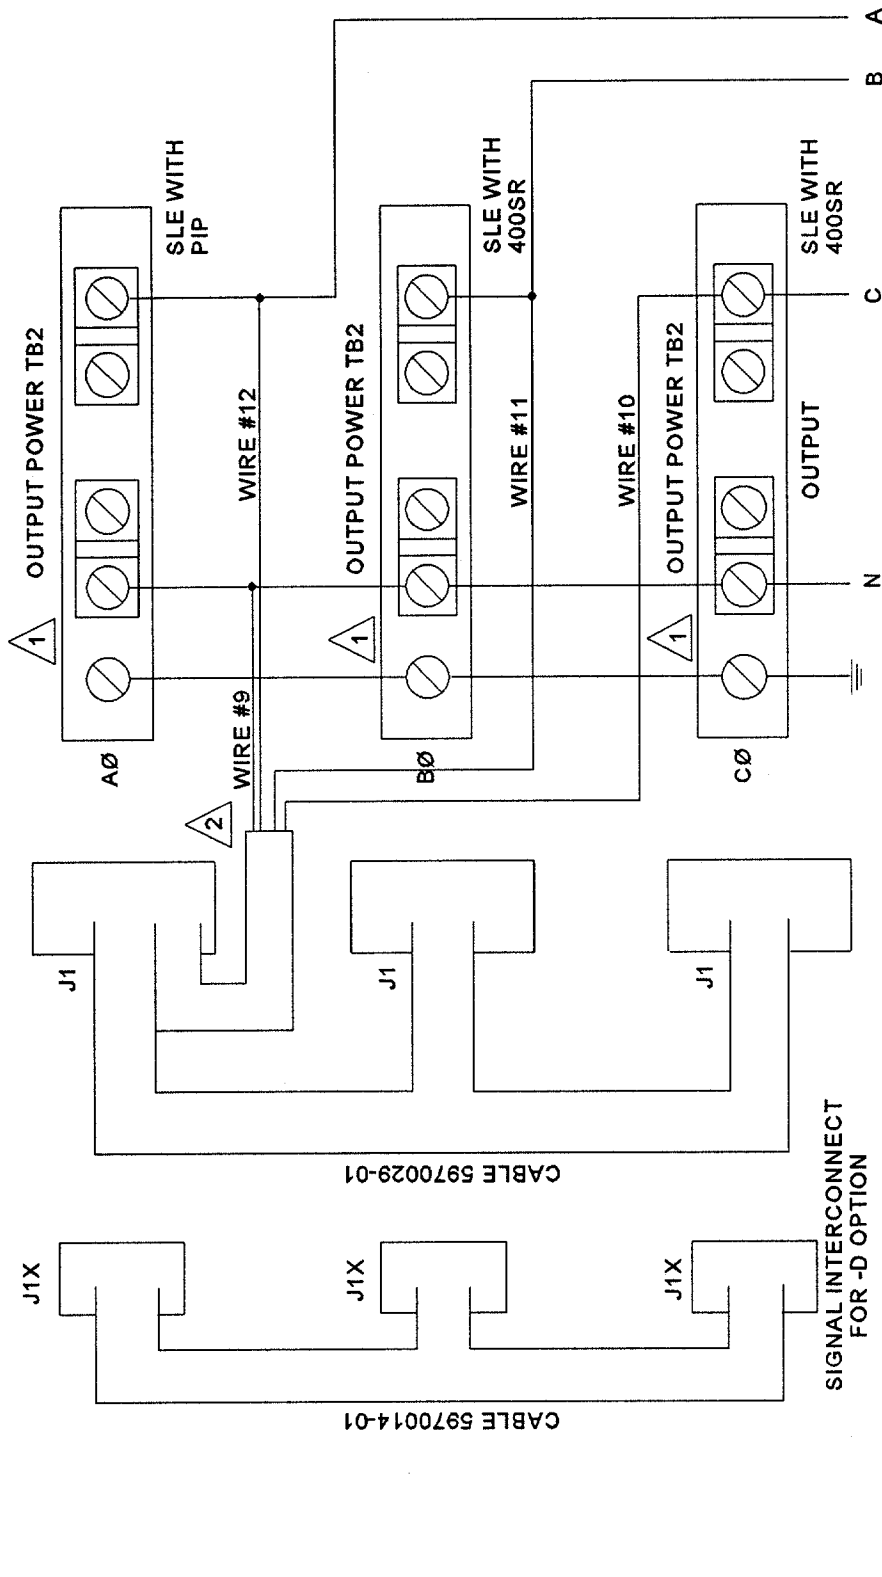 OUTPUT POWER TB2
SLE WITH
PIP
1
AØ
WIRE #12
WIRE #9
2
A
B
OUTPUT POWER TB2
SLE WITH
400SR
1
BØ
WIRE #11
WIRE #10
OUTPUT POWER TB2
SLE WITH
400SR
1
CØ
OUTPUT
N
C
J1
J1
J1
CABLE 5970029-01
J1X
J1X
J1X
CABLE 5970014-01
SIGNAL INTERCONNECT
FOR -D OPTION